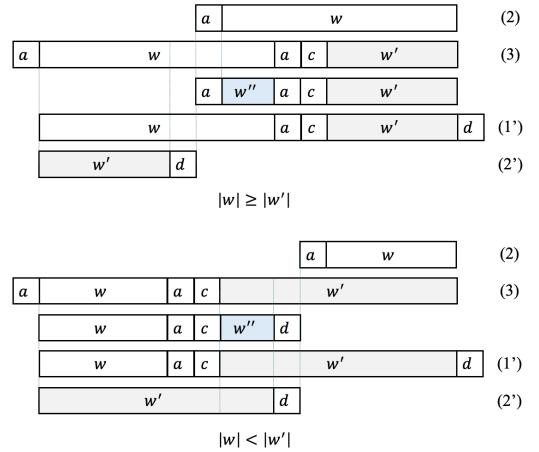 a w (2)
a w a c w′ (3)
a w″ a c w′
w a c w′ d (1’)
w′ d (2’)
|w| ≥ |w′|
a w (2)
a w a c w′ (3)
w a c w″ d
w a c w′ d (1’)
w′ d (2’)
|w| < |w′|